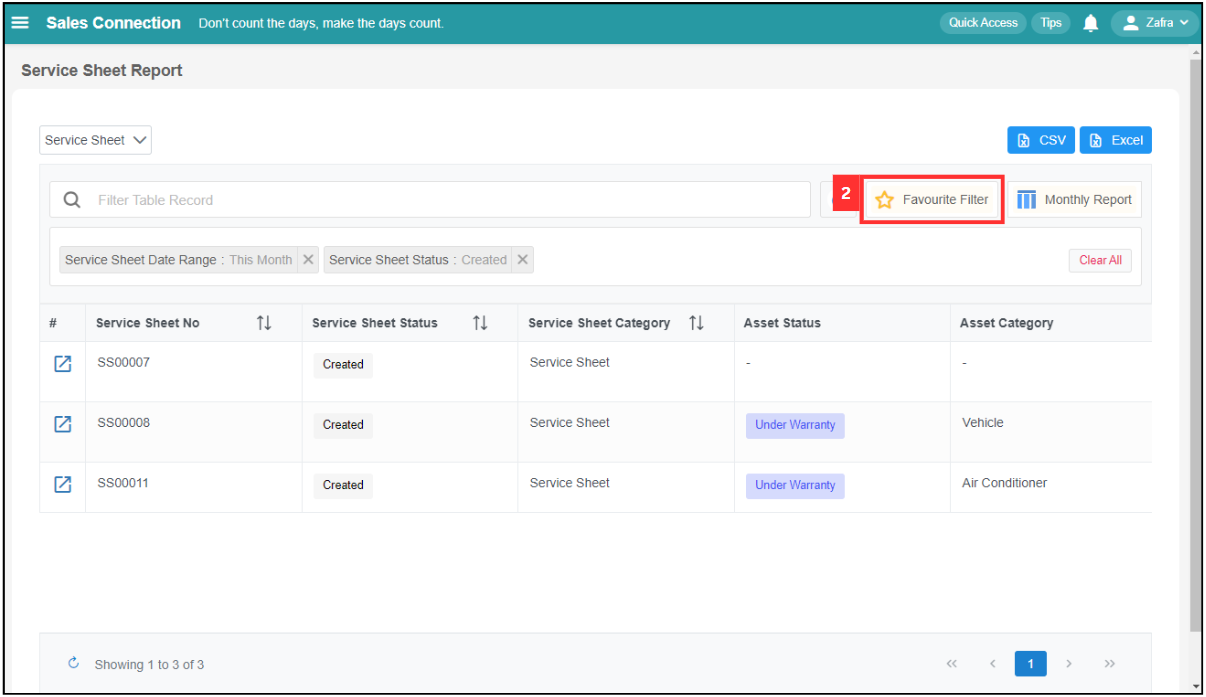 Sales Connection Don't count the days, make the days count. Quick Access Tips Zafra
Service Sheet Report
Service Sheet CSV Excel
Filter Table Record 2 Favourite Filter Monthly Report
Service Sheet Date Range : This Month Service Sheet Status : Created Clear All
# Service Sheet No Service Sheet Status Service Sheet Category Asset Status Asset Category
SS00007 Created Service Sheet - -
SS00008 Created Service Sheet Under Warranty Vehicle
SS00011 Created Service Sheet Under Warranty Air Conditioner
Showing 1 to 3 of 3 << < 1 > >>